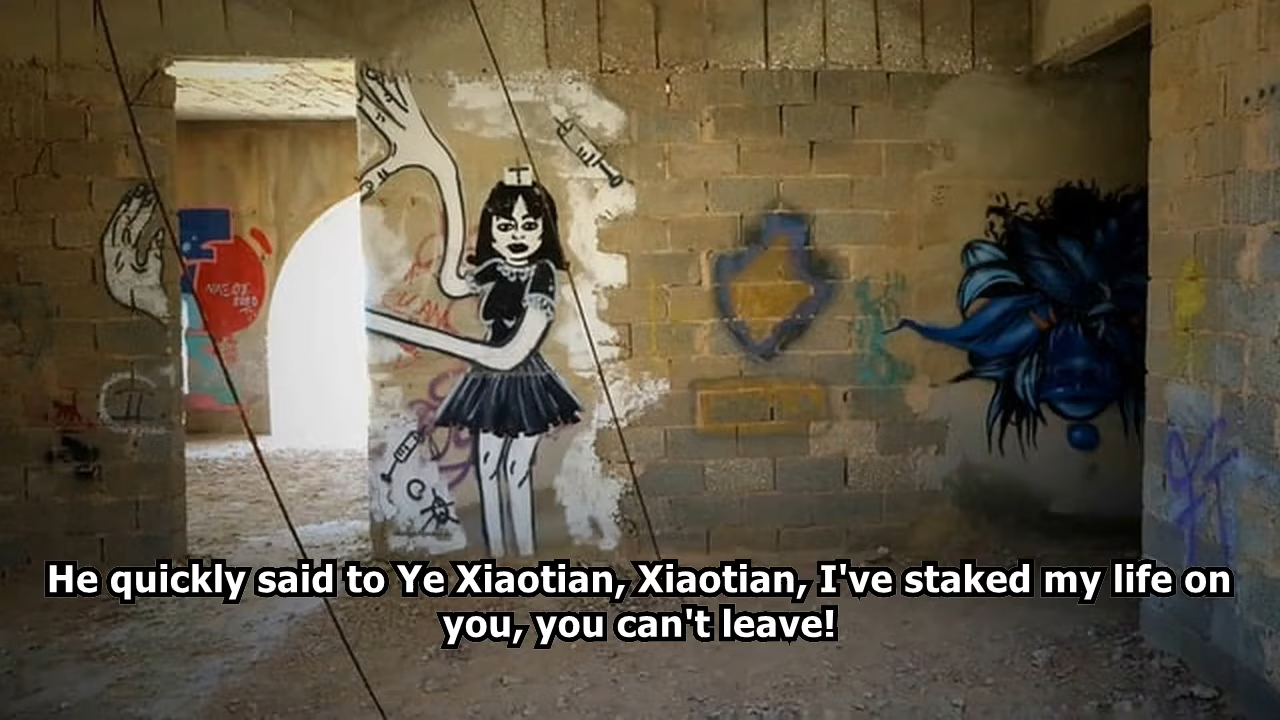 He quickly said to Ye Xiaotian, Xiaotian, I've staked my life on
you, you can't leave!